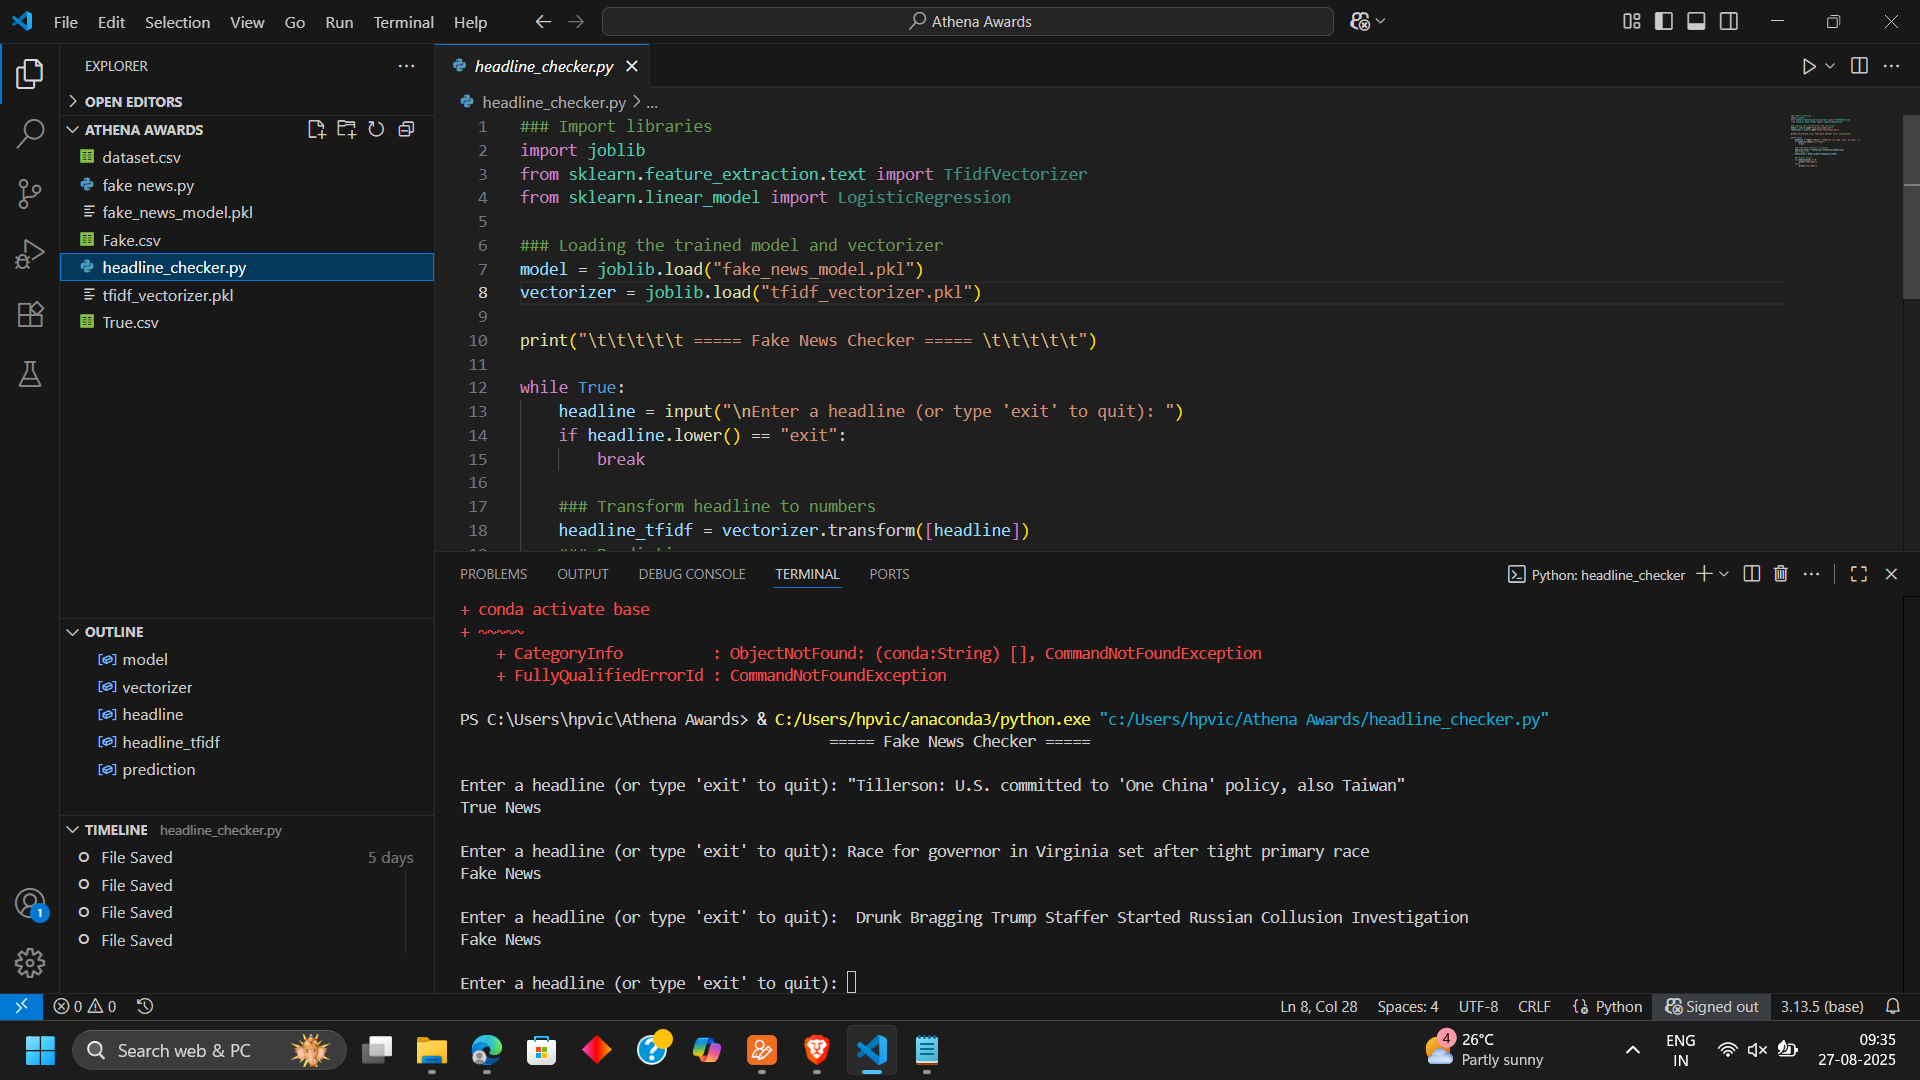 File Edit Selection View Go Run Terminal Help
Athena Awards
EXPLORER
OPEN EDITORS
ATHENA AWARDS
dataset.csv
fake news.py
fake_news_model.pkl
Fake.csv
headline_checker.py
tfidf_vectorizer.pkl
True.csv
OUTLINE
model
vectorizer
headline
headline_tfidf
prediction
TIMELINE headline_checker.py
File Saved 5 days
File Saved
File Saved
File Saved
1
headline_checker.py
headline_checker.py > ...
1 ### Import libraries
2 import joblib
3 from sklearn.feature_extraction.text import TfidfVectorizer
4 from sklearn.linear_model import LogisticRegression
5
6 ### Loading the trained model and vectorizer
7 model = joblib.load("fake_news_model.pkl")
8 vectorizer = joblib.load("tfidf_vectorizer.pkl")
9
10 print("\t\t\t\t\t ===== Fake News Checker ===== \t\t\t\t\t")
11
12 while True:
13 headline = input("\nEnter a headline (or type 'exit' to quit): ")
14 if headline.lower() == "exit":
15 break
16
17 ### Transform headline to numbers
18 headline_tfidf = vectorizer.transform([headline])
PROBLEMS OUTPUT DEBUG CONSOLE TERMINAL PORTS
Python: headline_checker
+ conda activate base
+ ~~~~~
+ CategoryInfo : ObjectNotFound: (conda:String) [], CommandNotFoundException
+ FullyQualifiedErrorId : CommandNotFoundException
PS C:\Users\hpvic\Athena Awards> & C:/Users/hpvic/anaconda3/python.exe "c:/Users/hpvic/Athena Awards/headline_checker.py"
===== Fake News Checker =====
Enter a headline (or type 'exit' to quit): "Tillerson: U.S. committed to 'One China' policy, also Taiwan"
True News
Enter a headline (or type 'exit' to quit): Race for governor in Virginia set after tight primary race
Fake News
Enter a headline (or type 'exit' to quit):  Drunk Bragging Trump Staffer Started Russian Collusion Investigation
Fake News
Enter a headline (or type 'exit' to quit):
0 0
Ln 8, Col 28 Spaces: 4 UTF-8 CRLF {} Python Signed out 3.13.5 (base)
Search web & PC
4
26°C
Partly sunny
ENG
IN
09:35
27-08-2025